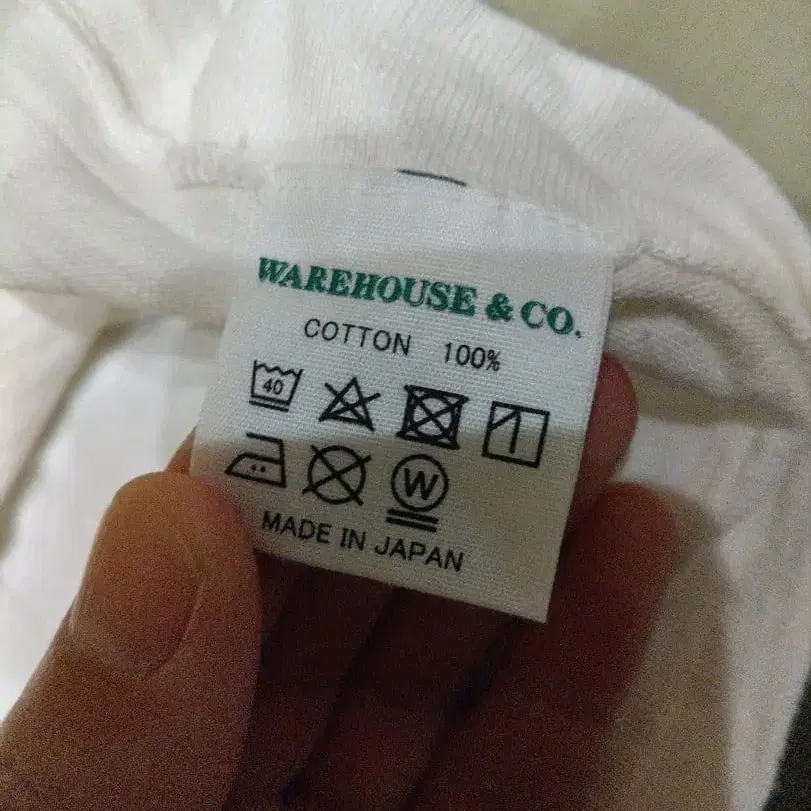 WAREHOUSE & CO.
COTTON 100%
40
W
MADE IN JAPAN